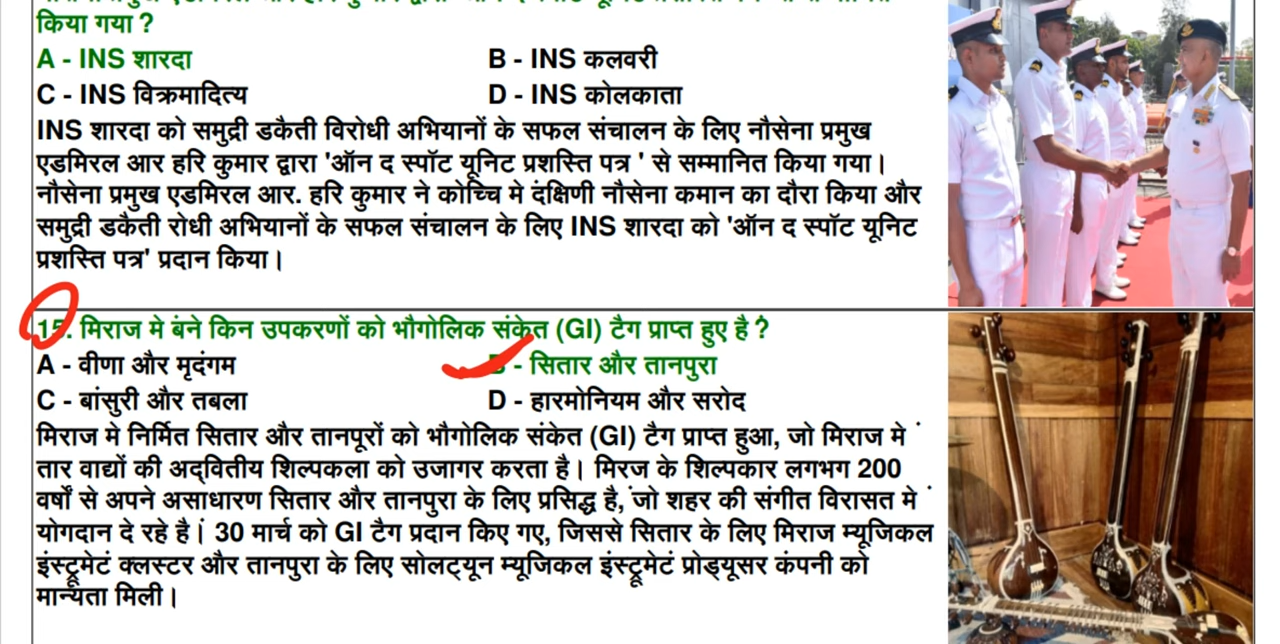 किया गया ?
A - INS शारदा
B - INS कलवरी
C - INS विक्रमादित्य
D - INS कोलकाता
INS शारदा को समुद्री डकैती विरोधी अभियानों के सफल संचालन के लिए नौसेना प्रमुख
एडमिरल आर हरि कुमार द्वारा 'ऑन द स्पॉट यूनिट प्रशस्ति पत्र ' से सम्मानित किया गया।
नौसेना प्रमुख एडमिरल आर. हरि कुमार ने कोच्चि मे दंक्षिणी नौसेना कमान का दौरा किया और
समुद्री डकैती रोधी अभियानों के सफल संचालन के लिए INS शारदा को 'ऑन द स्पॉट यूनिट
प्रशस्ति पत्र' प्रदान किया।
15. मिराज मे बंने किन उपकरणों को भौगोलिक संकेत (GI) टैग प्राप्त हुए है ?
A - वीणा और मृदंगम
B - सितार और तानपुरा
C - बांसुरी और तबला
D - हारमोनियम और सरोद
मिराज मे निर्मित सितार और तानपूरों को भौगोलिक संकेत (GI) टैग प्राप्त हुआ, जो मिराज मे
तार वाद्यों की अद्वितीय शिल्पकला को उजागर करता है। मिरज के शिल्पकार लगभग 200
वर्षों से अपने असाधारण सितार और तानपुरा के लिए प्रसिद्ध है, जो शहर की संगीत विरासत मे
योगदान दे रहे है। 30 मार्च को GI टैग प्रदान किए गए, जिससे सितार के लिए मिराज म्यूजिकल
इंस्ट्रूमेंट क्लस्टर और तानपुरा के लिए सोलट्यून म्यूजिकल इंस्ट्रूमेंट प्रोड्यूसर कंपनी को
मान्यता मिली।